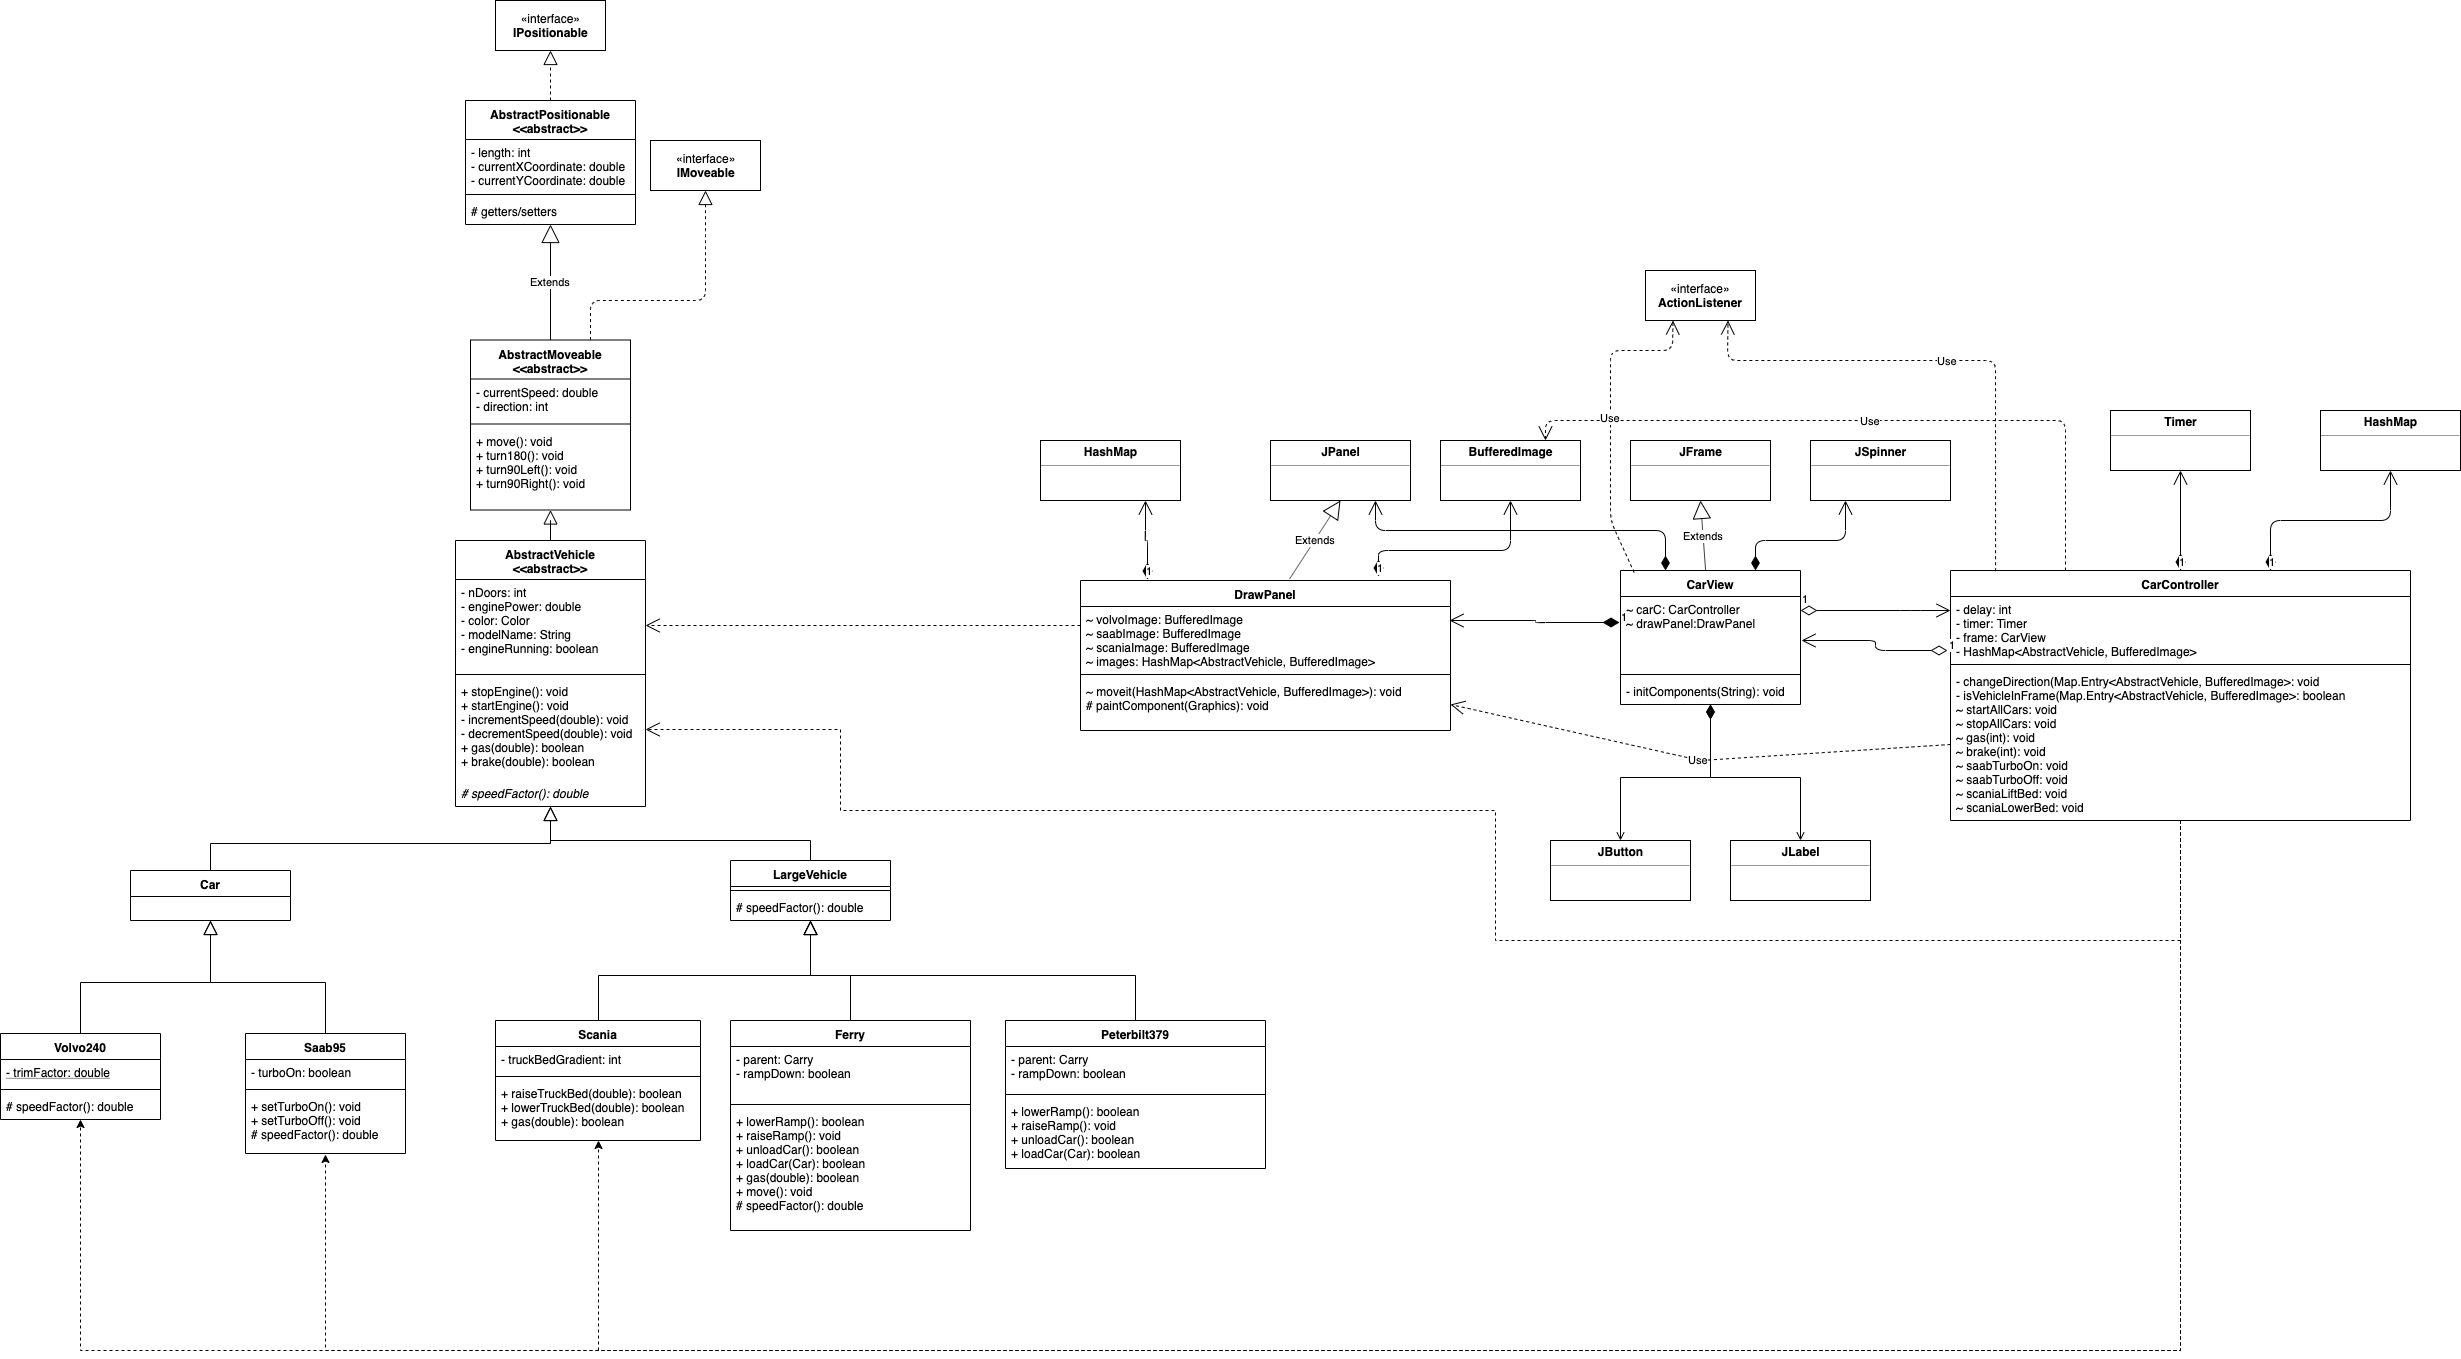 «interface»
IPositionable
AbstractPositionable
<<abstract>>
- length: int
- currentXCoordinate: double
- currentYCoordinate: double
# getters/setters
«interface»
IMoveable
Extends
AbstractMoveable
<<abstract>>
- currentSpeed: double
- direction: int
+ move(): void
+ turn180(): void
+ turn90Left(): void
+ turn90Right(): void
AbstractVehicle
<<abstract>>
- nDoors: int
- enginePower: double
- color: Color
- modelName: String
- engineRunning: boolean
+ stopEngine(): void
+ startEngine(): void
- incrementSpeed(double): void
- decrementSpeed(double): void
+ gas(double): boolean
+ brake(double): boolean
# speedFactor(): double
Car
LargeVehicle
# speedFactor(): double
Volvo240
- trimFactor: double
# speedFactor(): double
Saab95
- turboOn: boolean
+ setTurboOn(): void
+ setTurboOff(): void
# speedFactor(): double
Scania
- truckBedGradient: int
+ raiseTruckBed(double): boolean
+ lowerTruckBed(double): boolean
+ gas(double): boolean
Ferry
- parent: Carry
- rampDown: boolean
+ lowerRamp(): boolean
+ raiseRamp(): void
+ unloadCar(): boolean
+ loadCar(Car): boolean
+ gas(double): boolean
+ move(): void
# speedFactor(): double
Peterbilt379
- parent: Carry
- rampDown: boolean
+ lowerRamp(): boolean
+ raiseRamp(): void
+ unloadCar(): boolean
+ loadCar(Car): boolean
«interface»
ActionListener
Use
Use
Use
HashMap
JPanel
BufferedImage
JFrame
JSpinner
Timer
HashMap
Extends
Extends
1
1
1
1
DrawPanel
~ volvoImage: BufferedImage
~ saabImage: BufferedImage
~ scaniaImage: BufferedImage
~ images: HashMap<AbstractVehicle, BufferedImage>
~ moveit(HashMap<AbstractVehicle, BufferedImage>): void
# paintComponent(Graphics): void
CarView
~ carC: CarController
~ drawPanel:DrawPanel
- initComponents(String): void
1
1
1
CarController
- delay: int
- timer: Timer
- frame: CarView
- HashMap<AbstractVehicle, BufferedImage>
- changeDirection(Map.Entry<AbstractVehicle, BufferedImage>: void
- isVehicleInFrame(Map.Entry<AbstractVehicle, BufferedImage>: boolean
~ startAllCars: void
~ stopAllCars: void
~ gas(int): void
~ brake(int): void
~ saabTurboOn: void
~ saabTurboOff: void
~ scaniaLiftBed: void
~ scaniaLowerBed: void
Use
JButton
JLabel